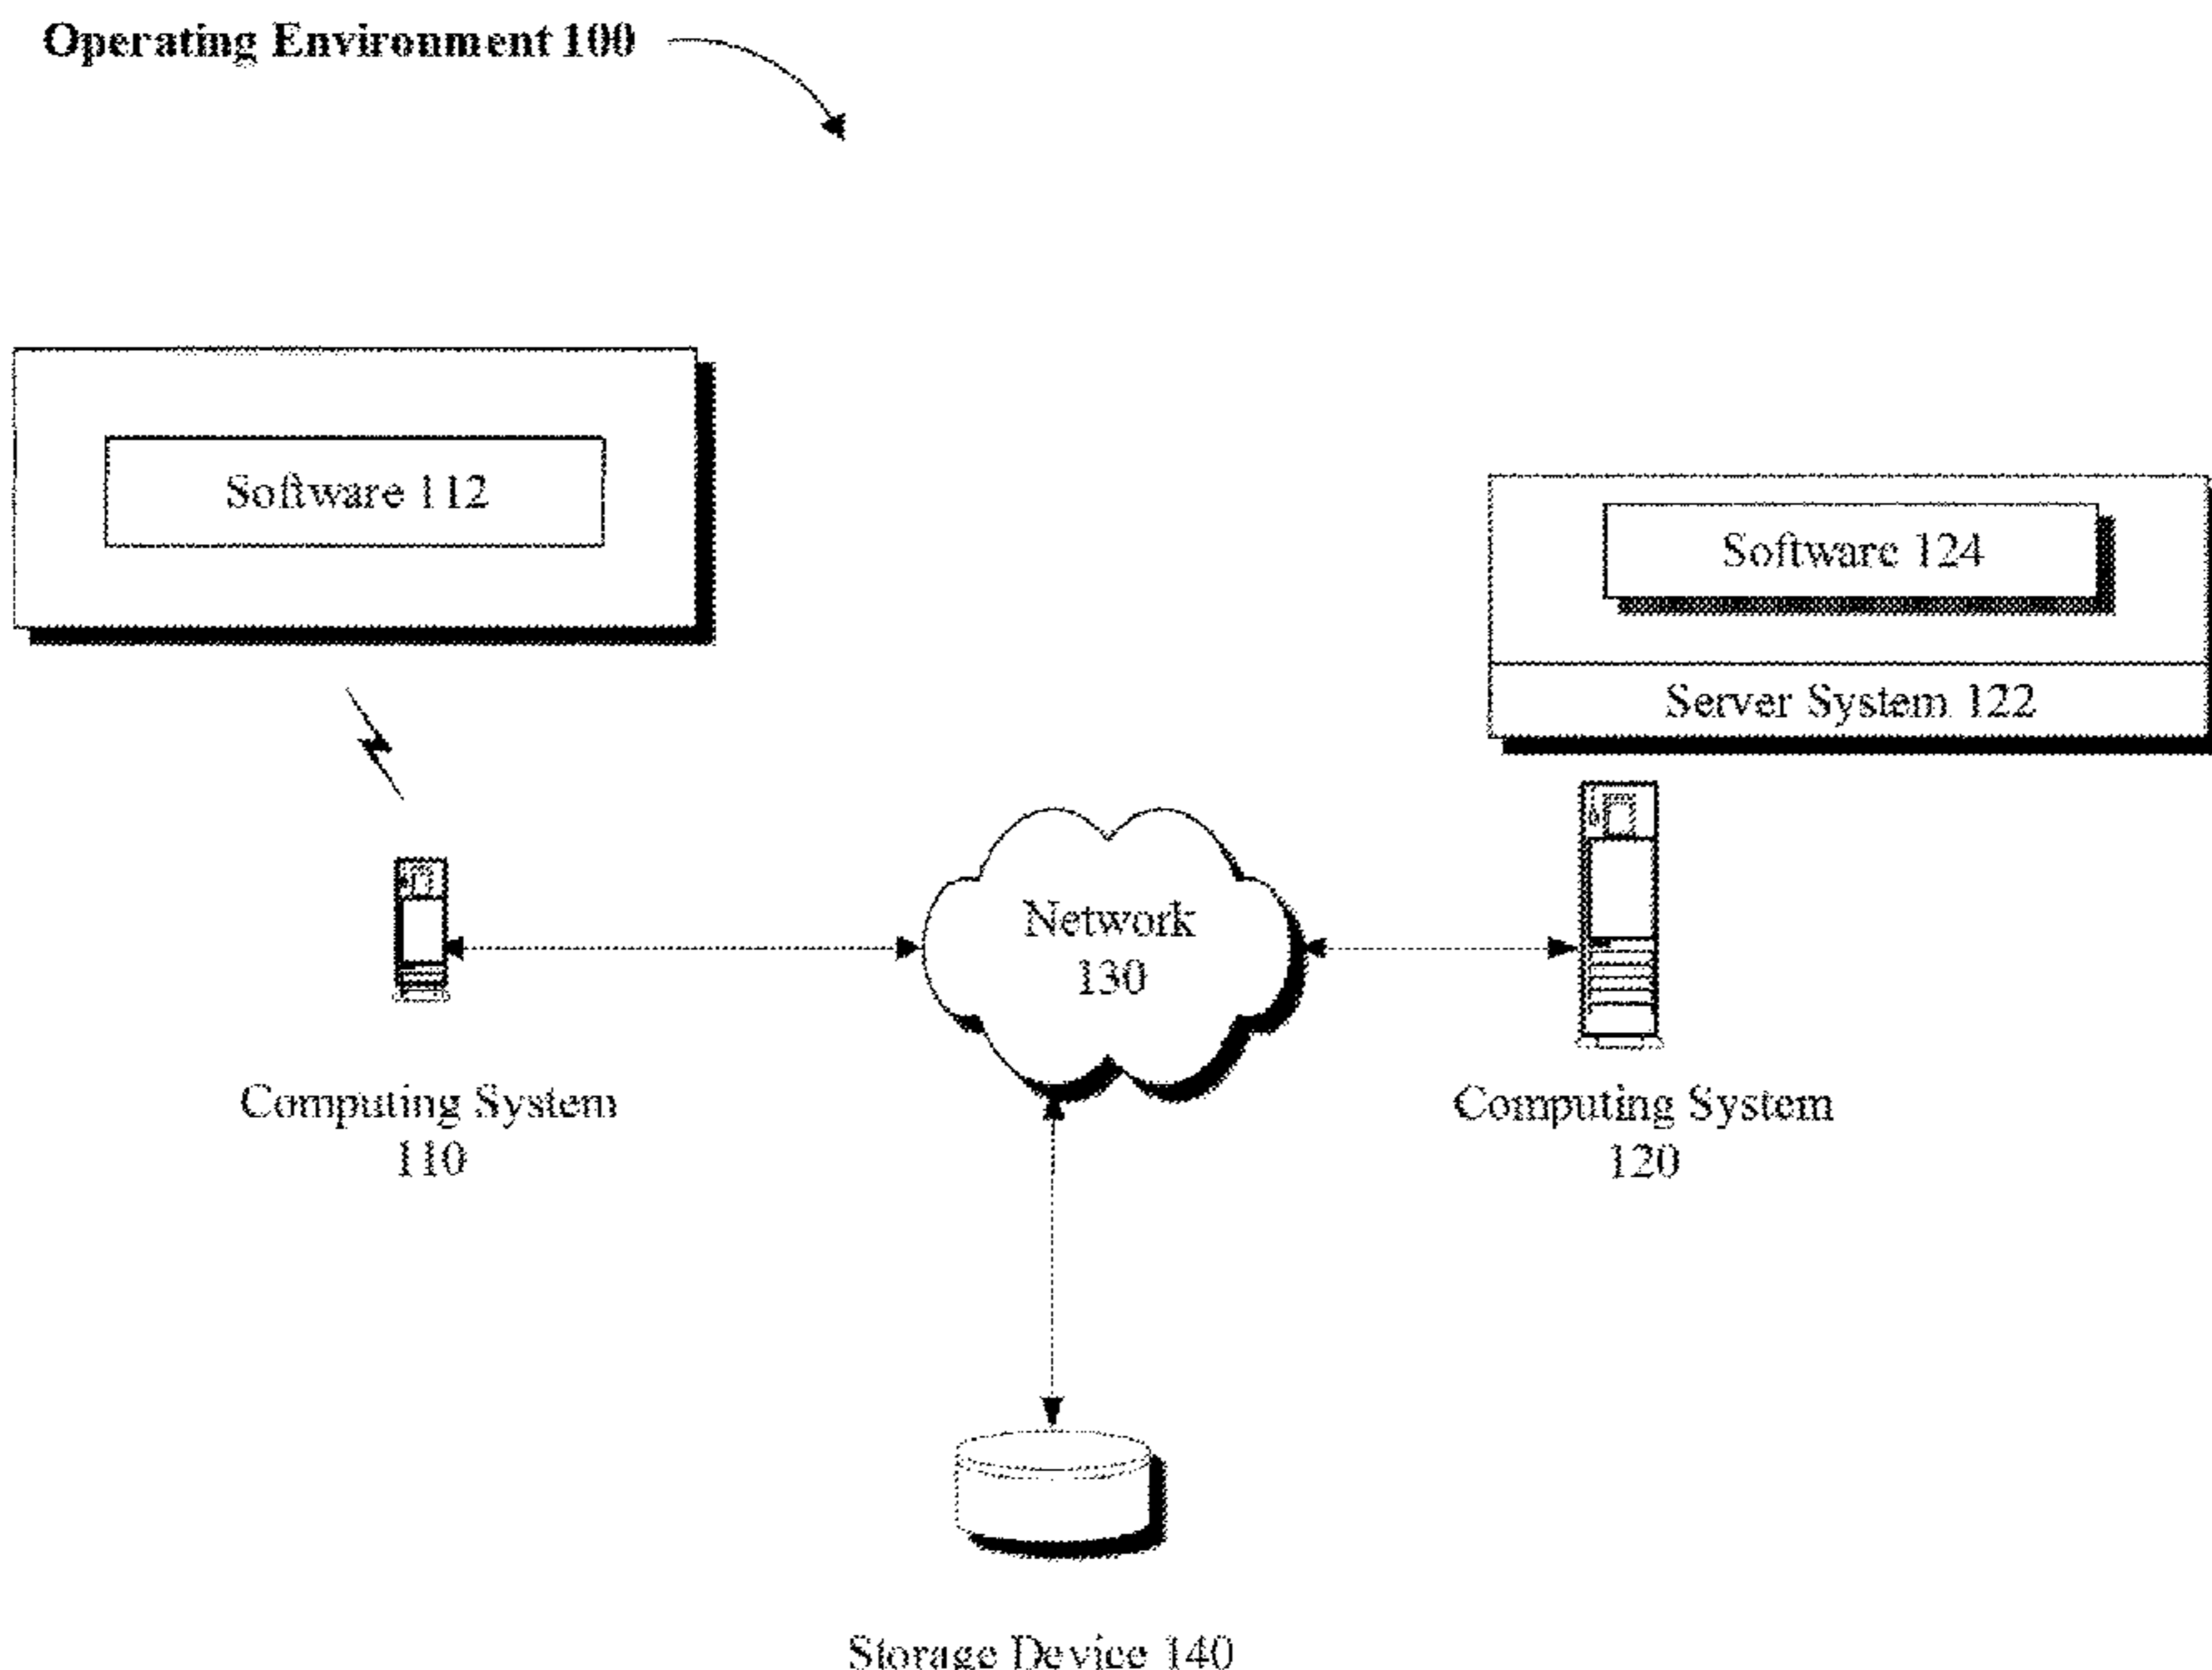 Operating Environment 100
Software 112
Software 124
Server System 122
Network
130
Computing System
110
Computing System
120
Storage Device 140